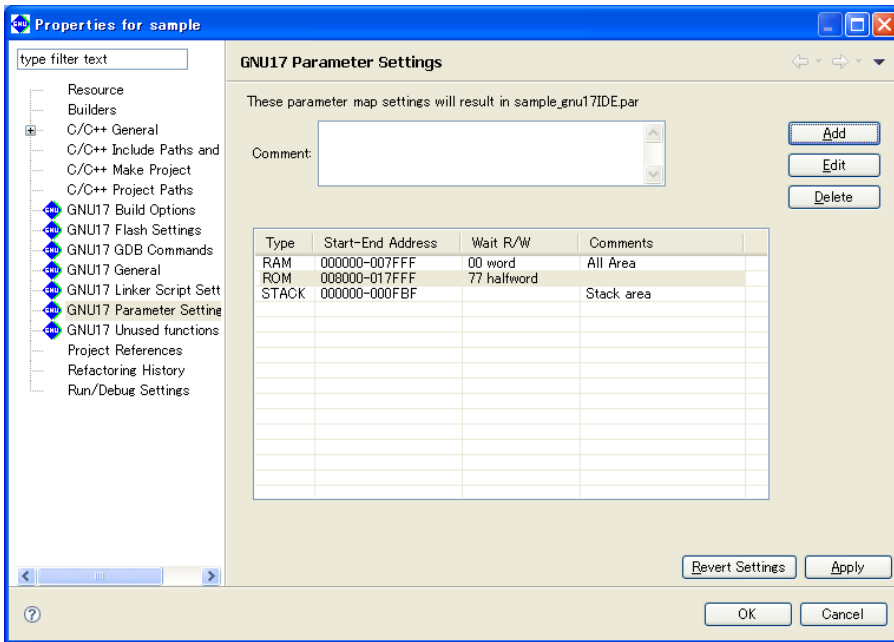 Properties for sample
type filter text
Resource
Builders
C/C++ General
C/C++ Include Paths and
C/C++ Make Project
C/C++ Project Paths
GNU17 Build Options
GNU17 Flash Settings
GNU17 GDB Commands
GNU17 General
GNU17 Linker Script Sett
GNU17 Parameter Setting
GNU17 Unused functions
Project References
Refactoring History
Run/Debug Settings
GNU17 Parameter Settings
These parameter map settings will result in sample_gnu17IDE.par
Comment:
Add
Edit
Delete
Type Start-End Address Wait R/W Comments
RAM 000000-007FFF 00 word All Area
ROM 008000-017FFF 77 halfword
STACK 000000-000FBF Stack area
Revert Settings Apply
OK Cancel